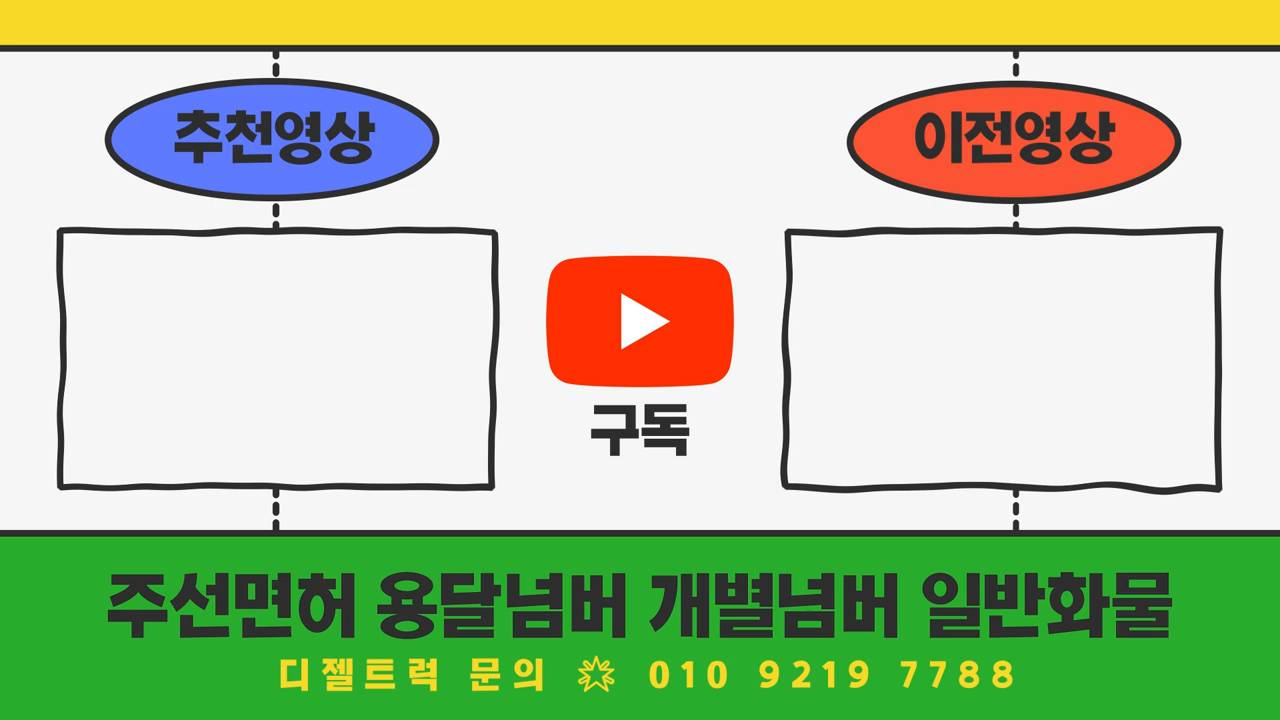 추천영상
이전영상
구독
주선면허 용달넘버 개별넘버 일반화물
디젤트럭 문의 010 9219 7788